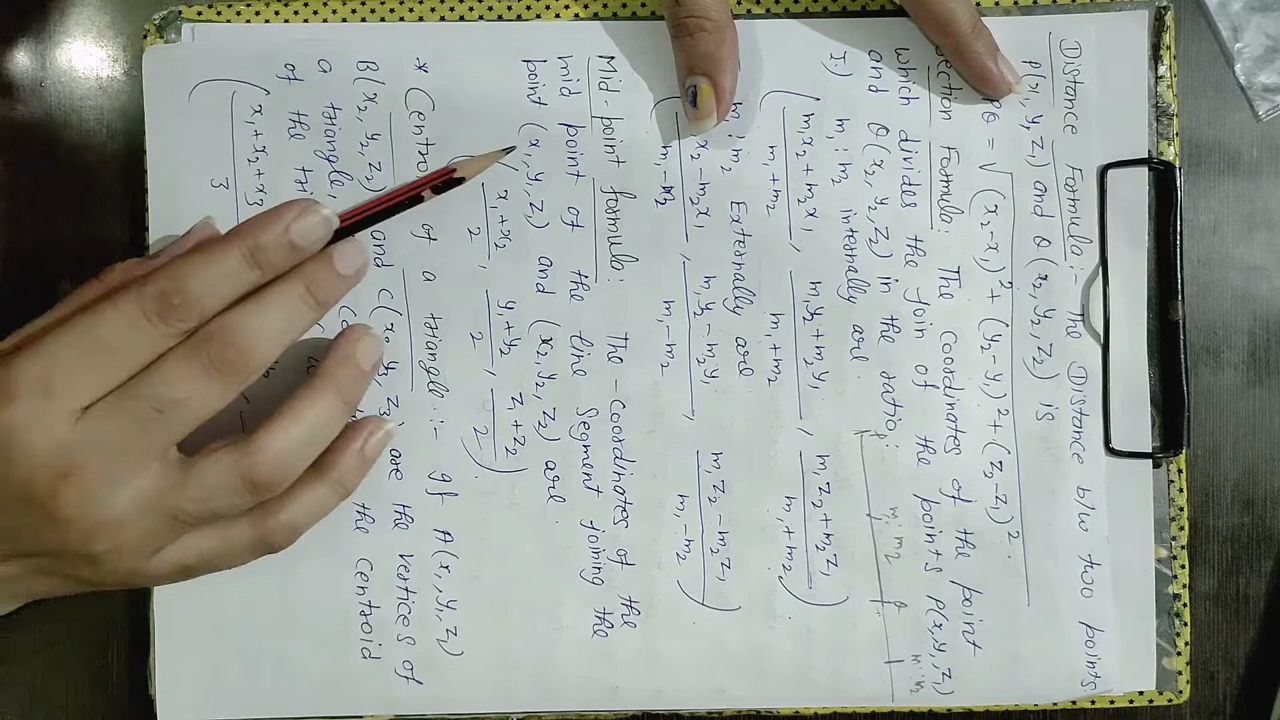 Distance Formula:- The Distance b/w two points
P(x₁, y₁, z₁) and Q(x₂, y₂, z₂) is
PQ = √(x₂-x₁)² + (y₂-y₁)² + (z₂-z₁)².
Section Formula: The coordinates of the point
which divides the join of the points P(x₁, y₁, z₁)
and Q(x₂, y₂, z₂) in the ratio
I) m₁ : m₂ internally are.
(m₁x₂ + m₂x₁ / m₁ + m₂, m₁y₂ + m₂y₁ / m₁ + m₂, m₁z₂ + m₂z₁ / m₁ + m₂)
m₁ : m₂ Externally are
x₂ - m₂x₁ / m₁ - m₂, m₁y₂ - m₂y₁ / m₁ - m₂, m₁z₂ - m₂z₁ / m₁ - m₂).
Mid-point formula: The -coordinates of the
mid point of the line segment joining the
point (x₁, y₁, z₁) and (x₂, y₂, z₂) are.
(x + x₂ / 2, y₁ + y₂ / 2, z₁ + z₂ / 2).
* of a triangle:- If A(x₁, y₁, z₁)
B(x₂, y₂, z₂) and C( are the vertices of
a triangle, the centroid
of the
(x₁ + x₂ + x₃ / 3